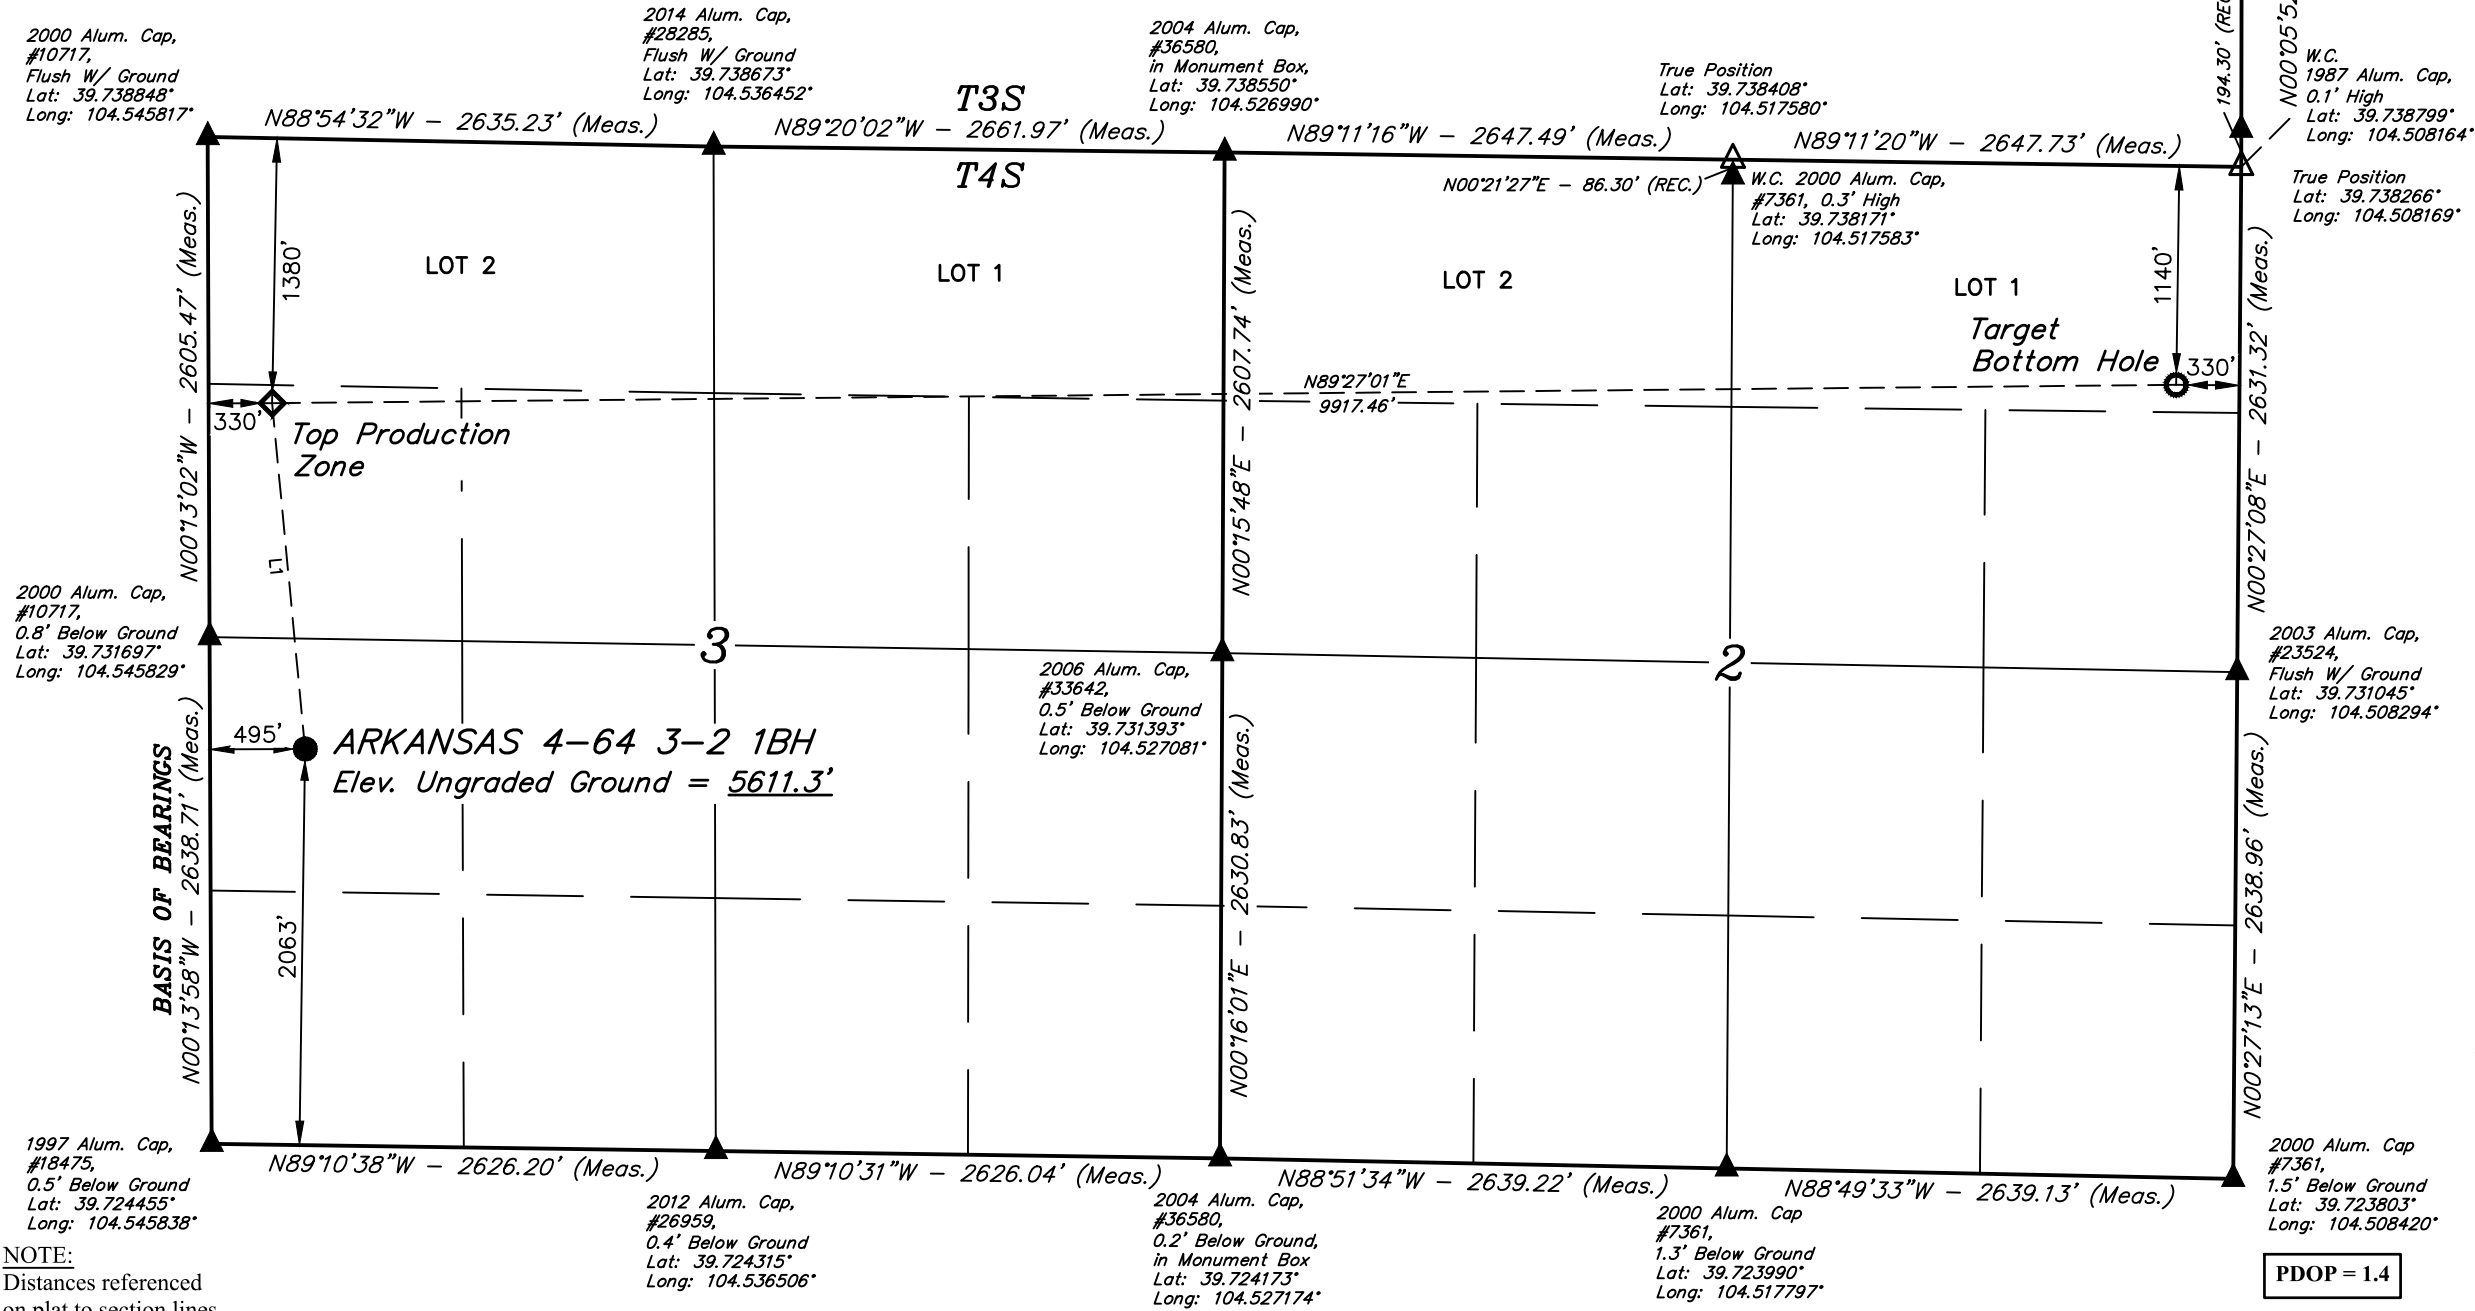 2000 Alum. Cap,
#10717,
Flush W/ Ground
Lat: 39.738848°
Long: 104.545817°
2014 Alum. Cap,
#28285,
Flush W/ Ground
Lat: 39.738673°
Long: 104.536452°
2004 Alum. Cap,
#36580,
in Monument Box,
Lat: 39.738550°
Long: 104.526990°
True Position
Lat: 39.738408°
Long: 104.517580°
194.30' (REC
N00°05'52
W.C.
1987 Alum. Cap,
0.1' High
Lat: 39.738799°
Long: 104.508164°
True Position
Lat: 39.738266°
Long: 104.508169°
N88°54'32"W – 2635.23' (Meas.)
N89°20'02"W – 2661.97' (Meas.)
N89°11'16"W – 2647.49' (Meas.)
N89°11'20"W – 2647.73' (Meas.)
T3S
T4S
N00°21'27"E – 86.30' (REC.)
W.C. 2000 Alum. Cap,
#7361, 0.3' High
Lat: 39.738171°
Long: 104.517583°
N00°13'02"W – 2605.47' (Meas.)
1380'
LOT 2
LOT 1
N00°15'48"E – 2607.74' (Meas.)
LOT 2
LOT 1
1140'
N00°27'08"E – 2631.32' (Meas.)
Target
Bottom Hole
330'
N89°27'01"E
9917.46'
330'
Top Production
Zone
L1
2000 Alum. Cap,
#10717,
0.8' Below Ground
Lat: 39.731697°
Long: 104.545829°
3
2
2006 Alum. Cap,
#33642,
0.5' Below Ground
Lat: 39.731393°
Long: 104.527081°
2003 Alum. Cap,
#23524,
Flush W/ Ground
Lat: 39.731045°
Long: 104.508294°
495'
ARKANSAS 4–64 3–2 1BH
Elev. Ungraded Ground = 5611.3'
BASIS OF BEARINGS
N00°13'58"W – 2638.71' (Meas.)
2063'
N00°16'01"E – 2630.83' (Meas.)
N00°27'13"E – 2638.96' (Meas.)
1997 Alum. Cap,
#18475,
0.5' Below Ground
Lat: 39.724455°
Long: 104.545838°
N89°10'38"W – 2626.20' (Meas.)
N89°10'31"W – 2626.04' (Meas.)
N88°51'34"W – 2639.22' (Meas.)
N88°49'33"W – 2639.13' (Meas.)
2012 Alum. Cap,
#26959,
0.4' Below Ground
Lat: 39.724315°
Long: 104.536506°
2004 Alum. Cap,
#36580,
0.2' Below Ground,
in Monument Box
Lat: 39.724173°
Long: 104.527174°
2000 Alum. Cap
#7361,
1.3' Below Ground
Lat: 39.723990°
Long: 104.517797°
2000 Alum. Cap
#7361,
1.5' Below Ground
Lat: 39.723803°
Long: 104.508420°
NOTE:
Distances referenced
on plat to section lines
PDOP = 1.4